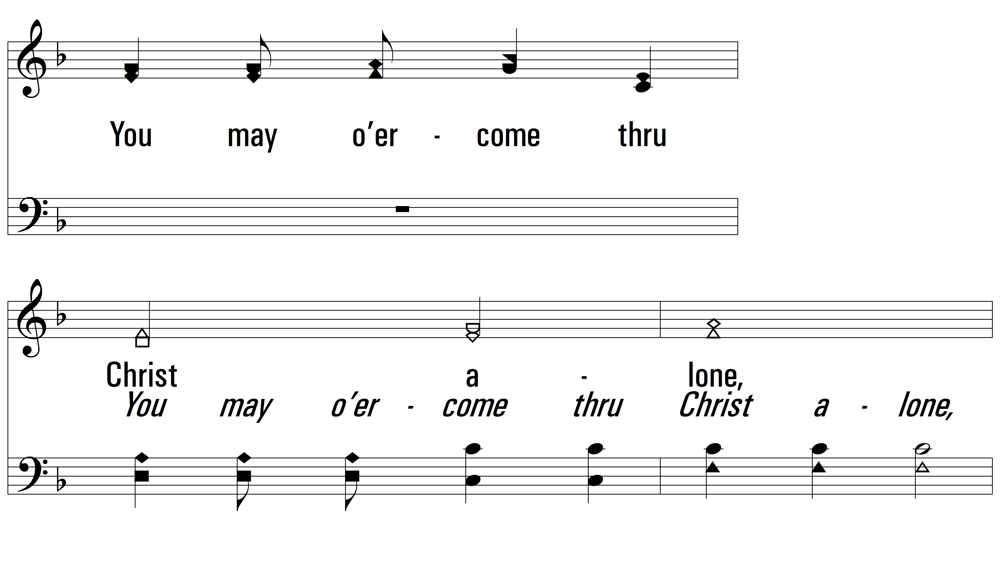 You may o’er - come thru
Christ a - lone,
You may o’er - come thru Christ a - lone,